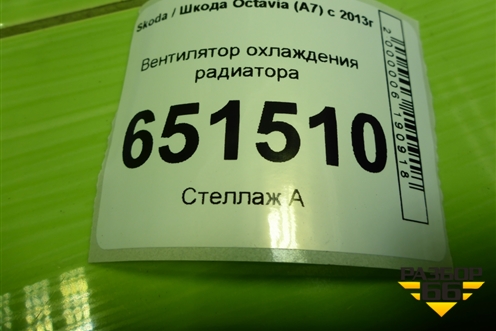 Skoda / Шкода Octavia (A7) с 2013г
Вентилятор охлаждения
радиатора
651510
Стеллаж А
2000006190918
РАЗБОР
66